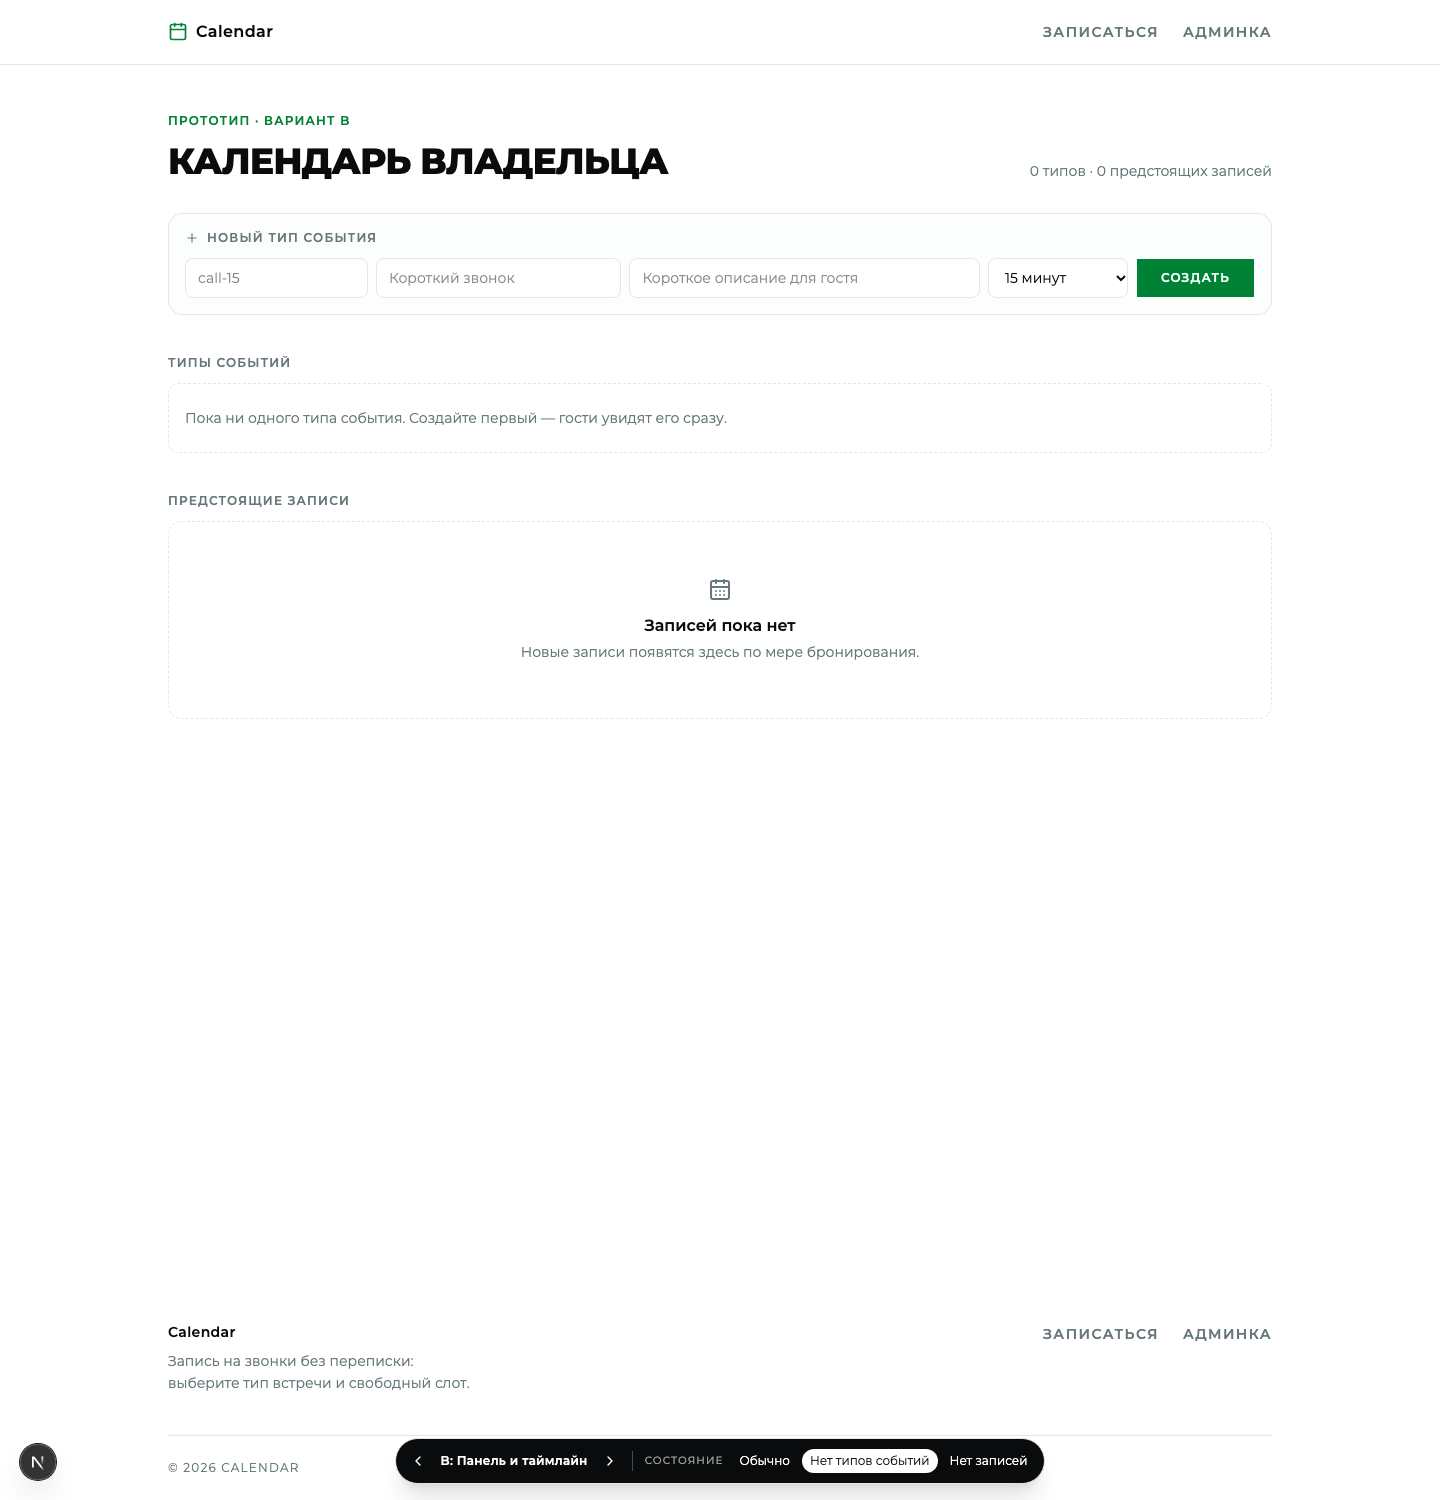 Calendar
ЗАПИСАТЬСЯ
АДМИНКА
ПРОТОТИП · ВАРИАНТ B
КАЛЕНДАРЬ ВЛАДЕЛЬЦА
0 типов · 0 предстоящих записей
+ НОВЫЙ ТИП СОБЫТИЯ
call-15
Короткий звонок
Короткое описание для гостя
15 минут
СОЗДАТЬ
ТИПЫ СОБЫТИЙ
Пока ни одного типа события. Создайте первый — гости увидят его сразу.
ПРЕДСТОЯЩИЕ ЗАПИСИ
Записей пока нет
Новые записи появятся здесь по мере бронирования.
Calendar
ЗАПИСАТЬСЯ
АДМИНКА
Запись на звонки без переписки:
выберите тип встречи и свободный слот.
N
B: Панель и таймлайн
СОСТОЯНИЕ
Обычно
Нет типов событий
Нет записей
© 2026 CALENDAR